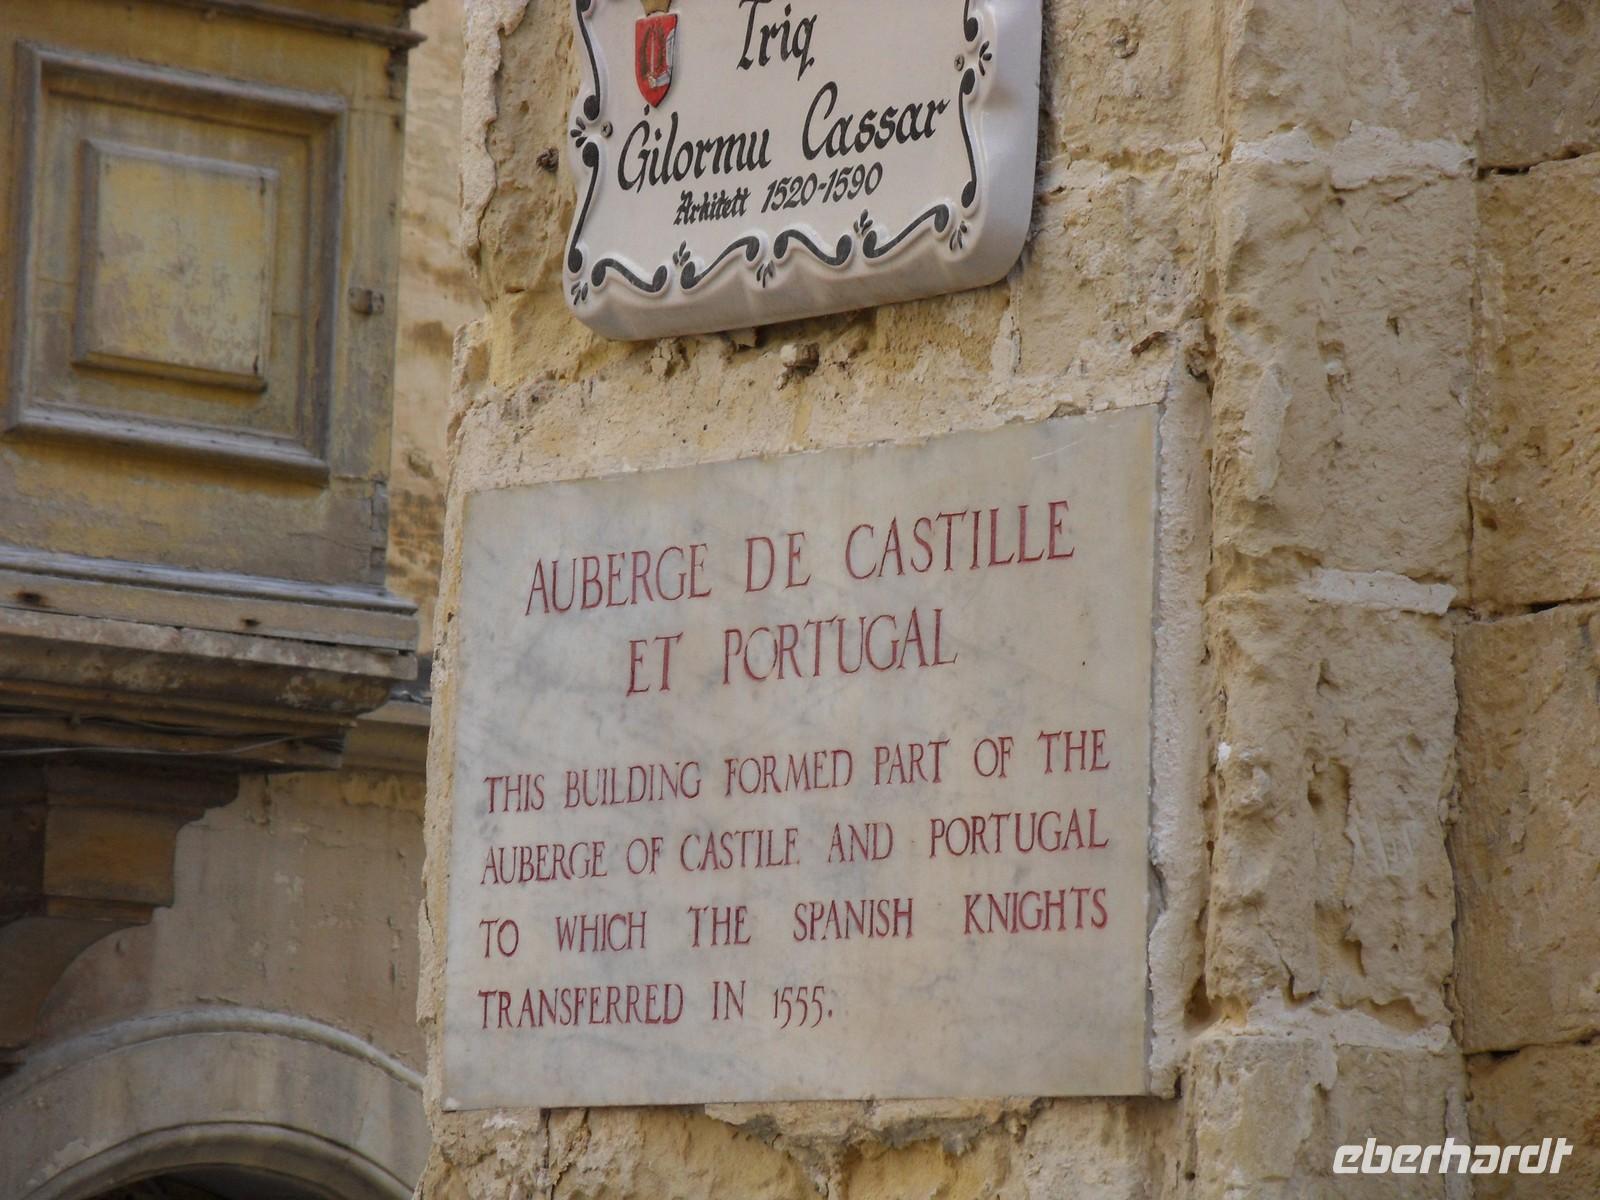 Triq
Gilormu Cassar
Arkitett 1520-1590
AUBERGE DE CASTILLE
ET PORTUGAL
THIS BUILDING FORMED PART OF THE
AUBERGE OF CASTILE AND PORTUGAL
TO WHICH THE SPANISH KNIGHTS
TRANSFERRED IN 1555.
eberhardt